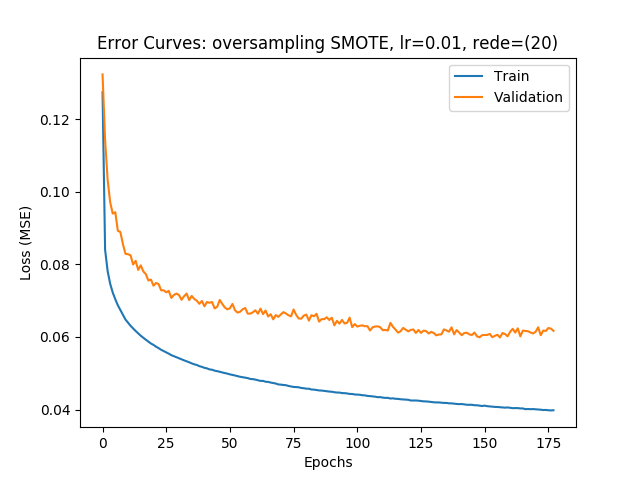 Error Curves: oversampling SMOTE, lr=0.01, rede=(20)
Train
Validation
Loss (MSE)
0.12
0.10
0.08
0.06
0.04
0 25 50 75 100 125 150 175
Epochs